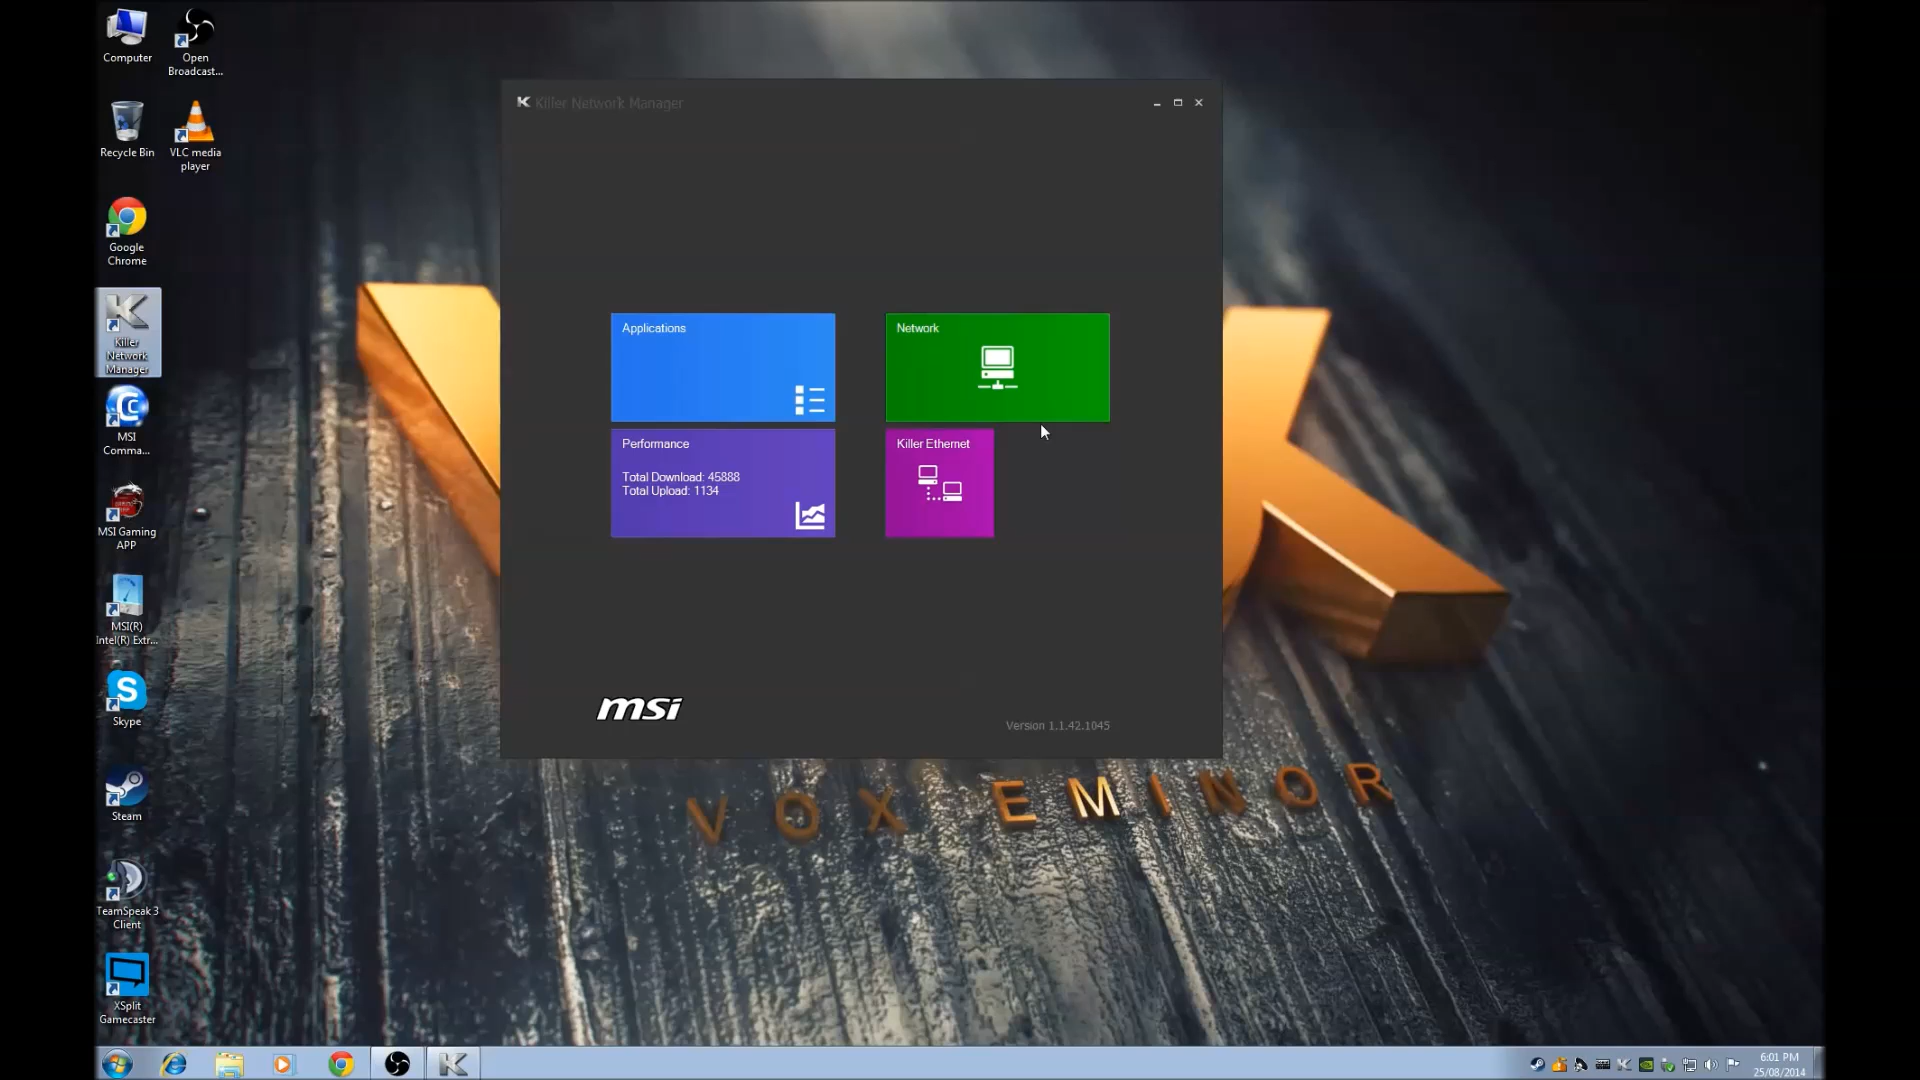 Computer
Open
Broadcast...
Recycle Bin
VLC media
player
Google
Chrome
Killer
Network
Manager
MSI
Comma...
MSI Gaming
APP
MSI(R)
Intel(R) Extr...
Skype
Steam
TeamSpeak 3
Client
XSplit
Gamecaster
Killer Network Manager
Applications
Network
Performance
Total Download: 45888
Total Upload: 1134
Killer Ethernet
msi
Version 1.1.42.1045
VOX EMINOR
6:01 PM
25/08/2014